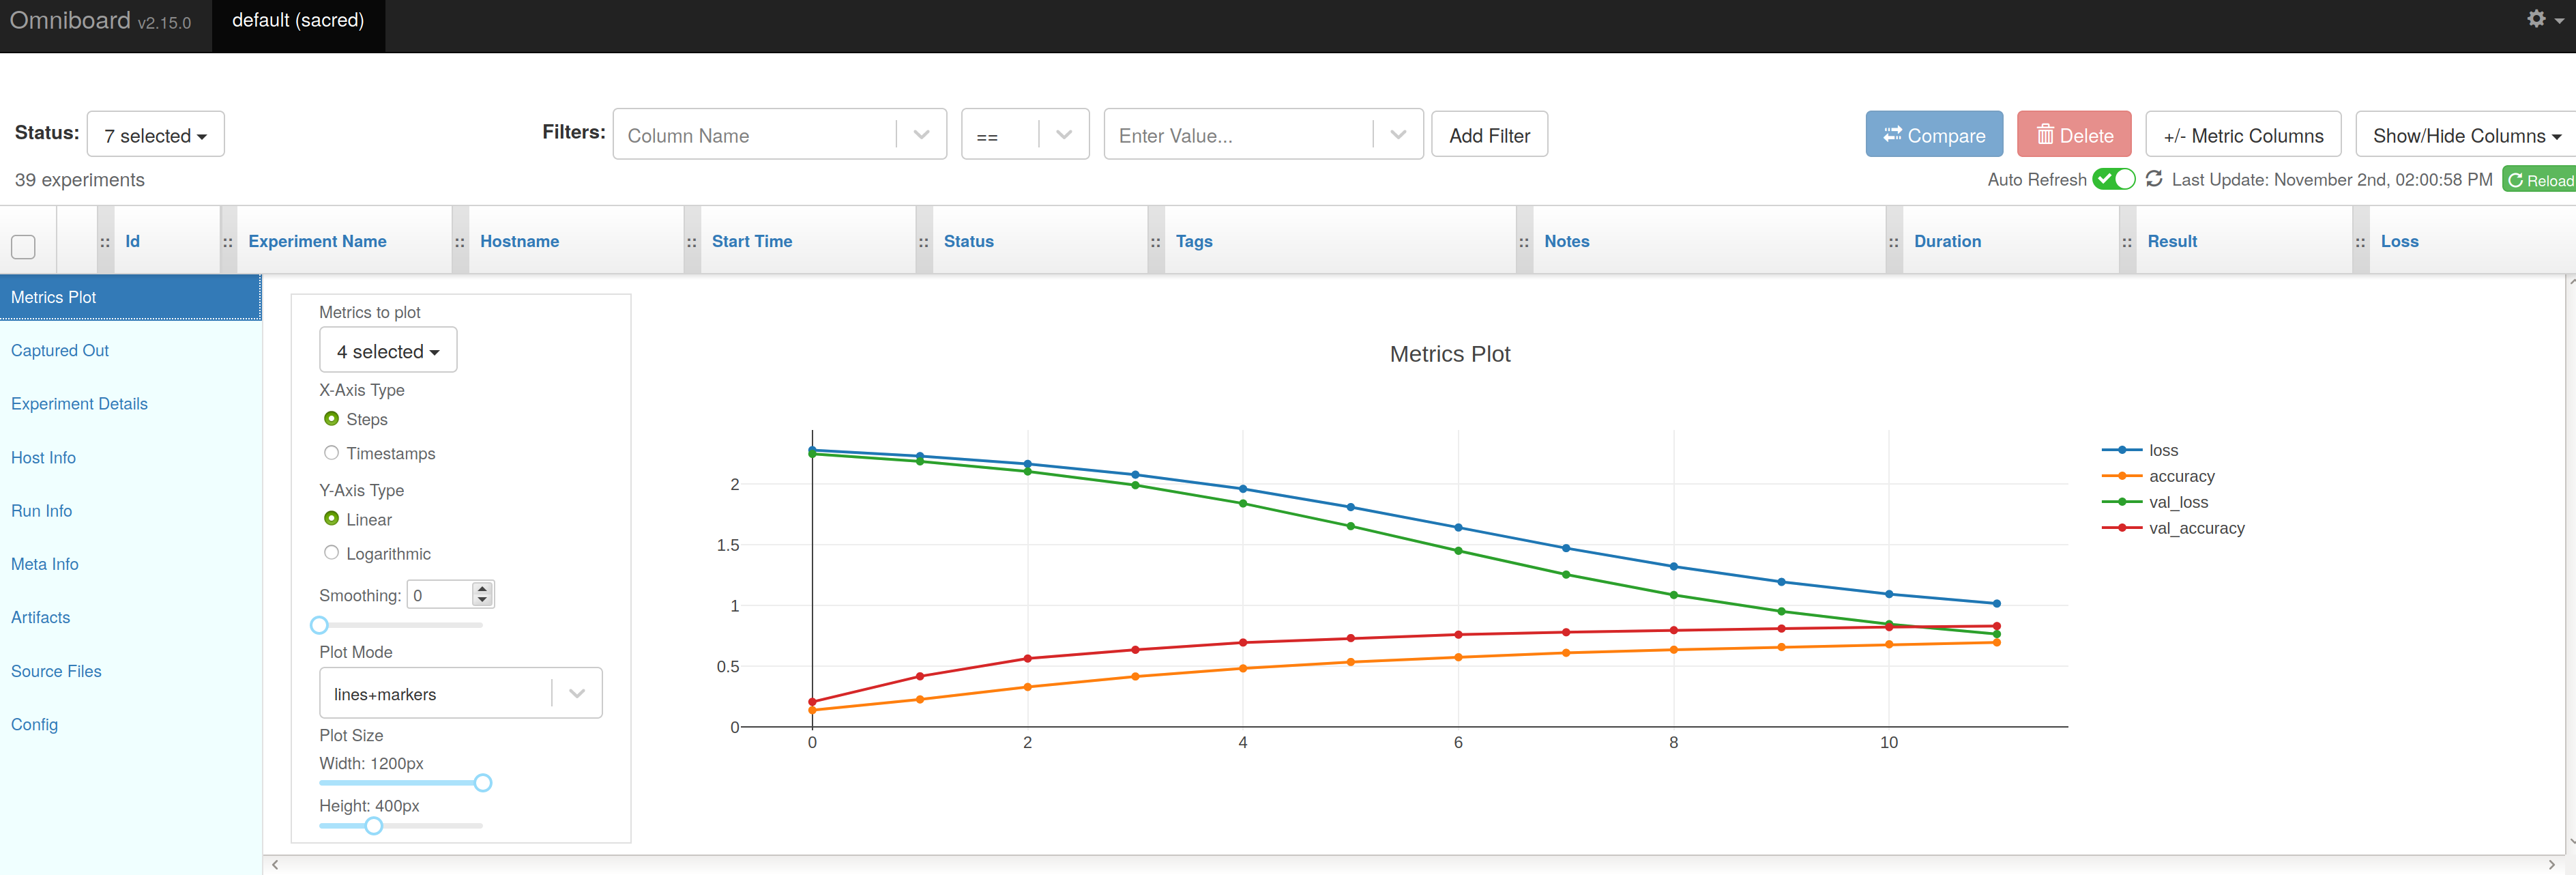 Omniboard v2.15.0 default (sacred)
Status: 7 selected Filters: Column Name == Enter Value... Add Filter Compare Delete +/- Metric Columns Show/Hide Columns
39 experiments Auto Refresh Last Update: November 2nd, 02:00:58 PM Reload
Id Experiment Name Hostname Start Time Status Tags Notes Duration Result Loss
Metrics Plot
Captured Out
Experiment Details
Host Info
Run Info
Meta Info
Artifacts
Source Files
Config
Metrics to plot
4 selected
X-Axis Type
Steps
Timestamps
Y-Axis Type
Linear
Logarithmic
Smoothing: 0
Plot Mode
lines+markers
Plot Size
Width: 1200px
Height: 400px
Metrics Plot
2
1.5
1
0.5
0
0 2 4 6 8 10
loss
accuracy
val_loss
val_accuracy